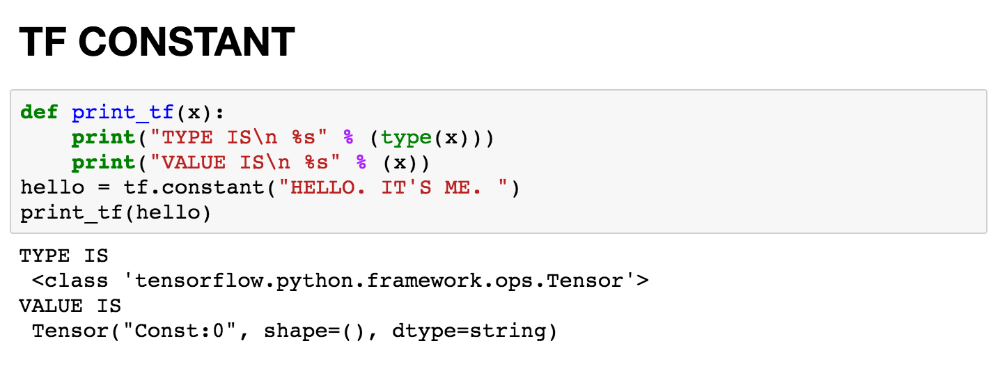 TF CONSTANT
def print_tf(x):
    print("TYPE IS\n %s" % (type(x)))
    print("VALUE IS\n %s" % (x))
hello = tf.constant("HELLO. IT'S ME. ")
print_tf(hello)
TYPE IS
 <class 'tensorflow.python.framework.ops.Tensor'>
VALUE IS
 Tensor("Const:0", shape=(), dtype=string)